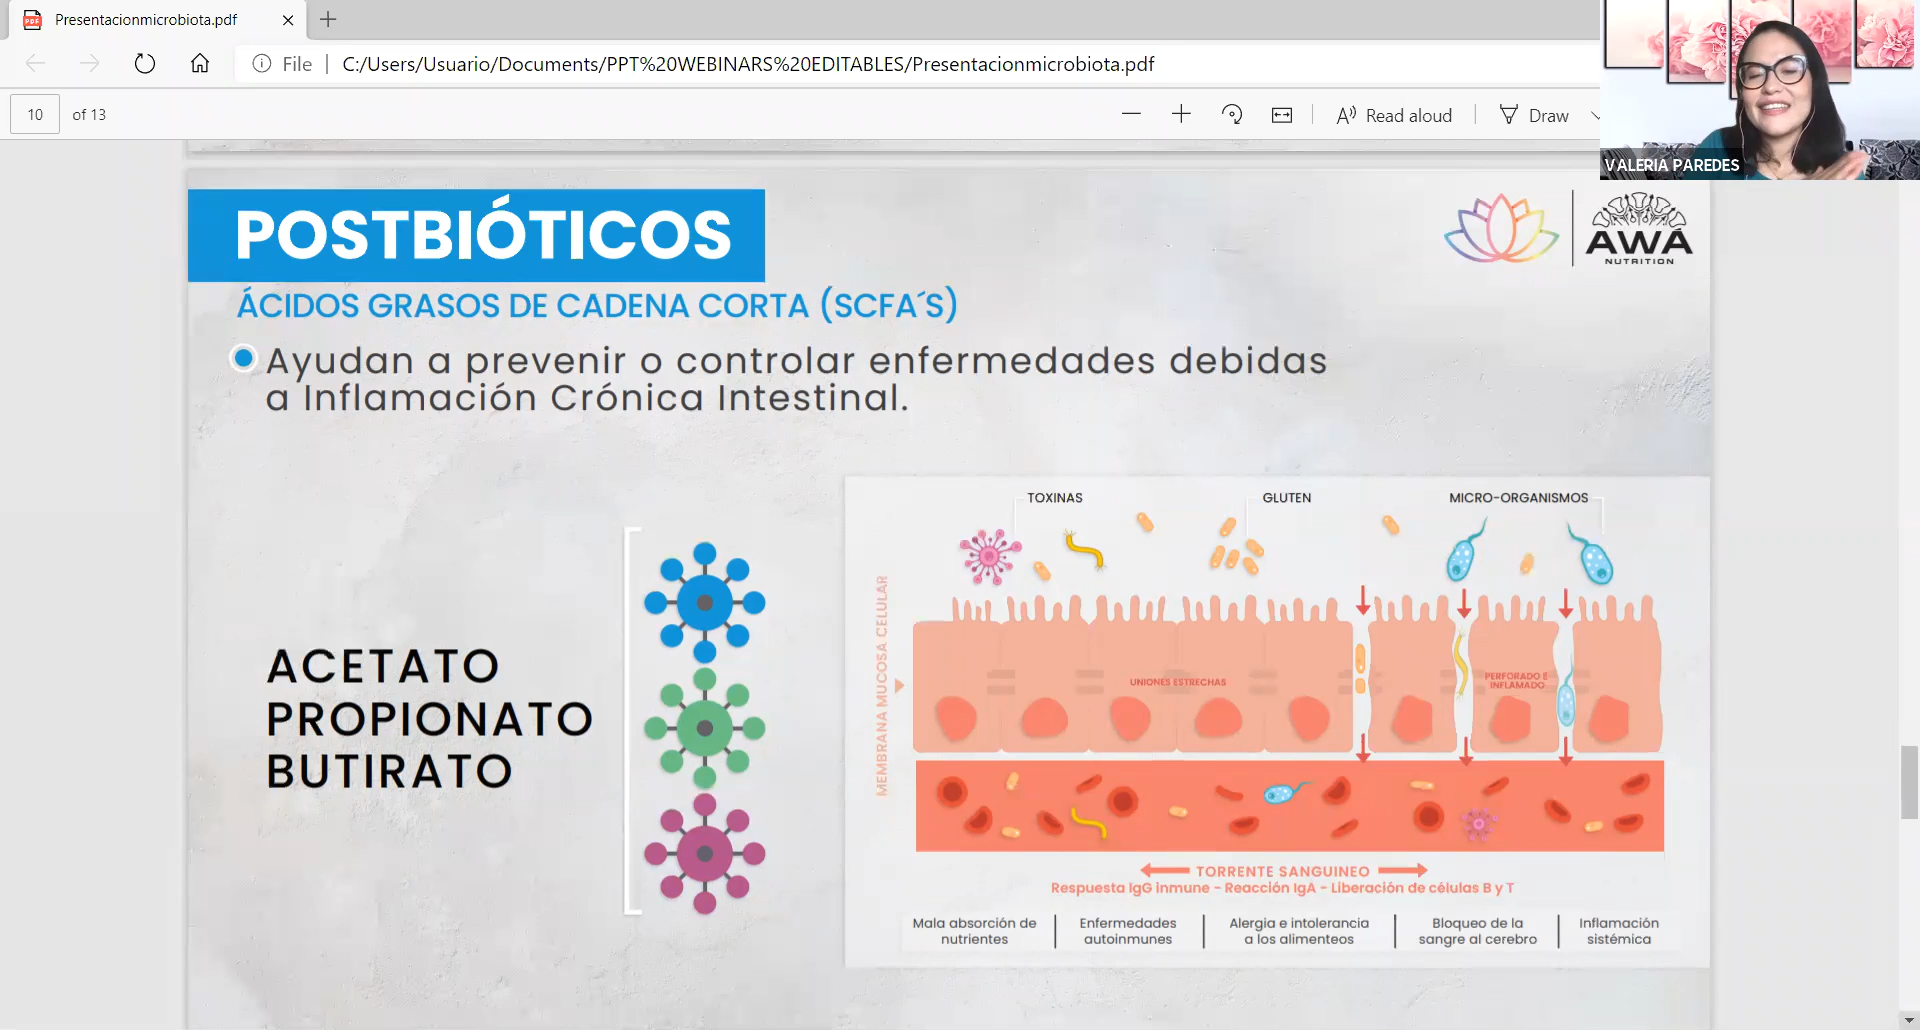 Presentacionmicrobiota.pdf
File
C:/Users/Usuario/Documents/PPT%20WEBINARS%20EDITABLES/Presentacionmicrobiota.pdf
10 of 13
Read aloud
Draw
VALERIA PAREDES
POSTBIÓTICOS
AWÁ
NUTRITION
ÁCIDOS GRASOS DE CADENA CORTA (SCFA´S)
Ayudan a prevenir o controlar enfermedades debidas
a Inflamación Crónica Intestinal.
ACETATO
PROPIONATO
BUTIRATO
TOXINAS
GLUTEN
MICRO-ORGANISMOS
MEMBRANA MUCOSA CELULAR
UNIONES ESTRECHAS
PERFORADO E
INFLAMADO
TORRENTE SANGUINEO
Respuesta IgG inmune - Reacción IgA - Liberación de células B y T
Mala absorción de
nutrientes
Enfermedades
autoinmunes
Alergia e intolerancia
a los alimenteos
Bloqueo de la
sangre al cerebro
Inflamación
sistémica